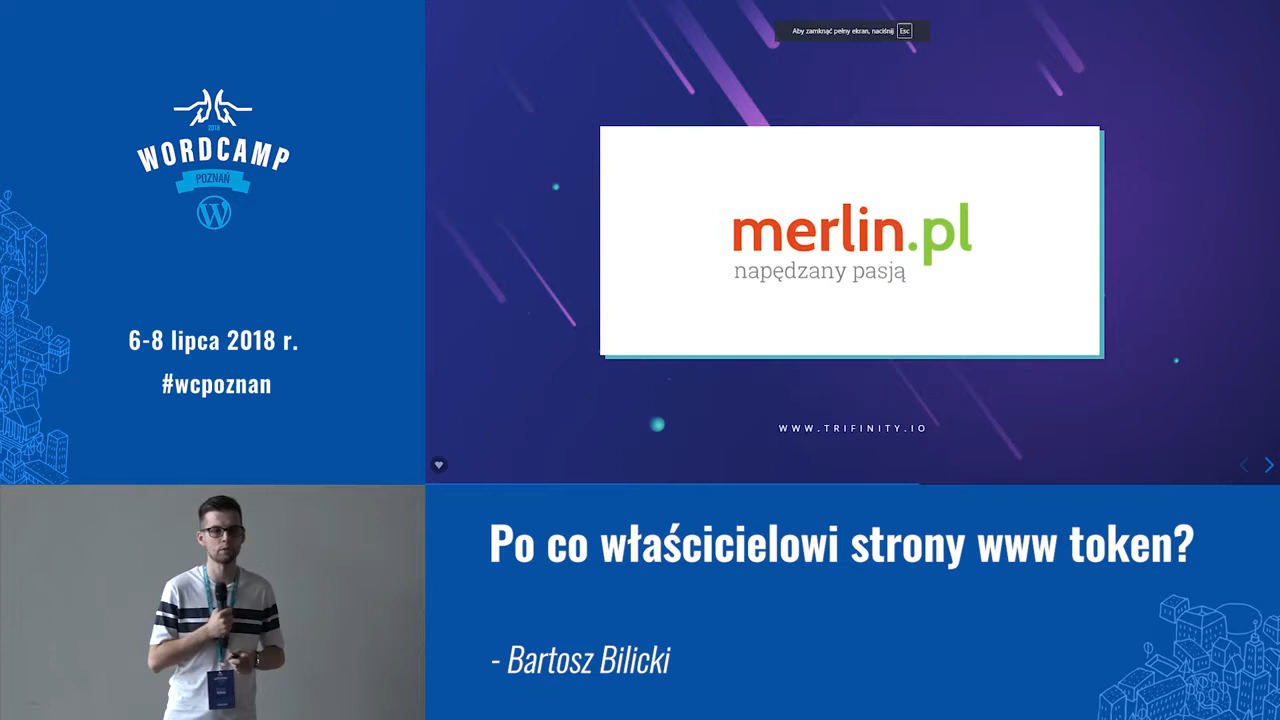 2018
WORDCAMP
POZNAŃ
6-8 lipca 2018 r.
#wcpoznan
Aby zamknąć pełny ekran, naciśnij Esc
merlin.pl
napędzany pasją
WWW.TRIFINITY.IO
Po co właścicielowi strony www token?
- Bartosz Bilicki